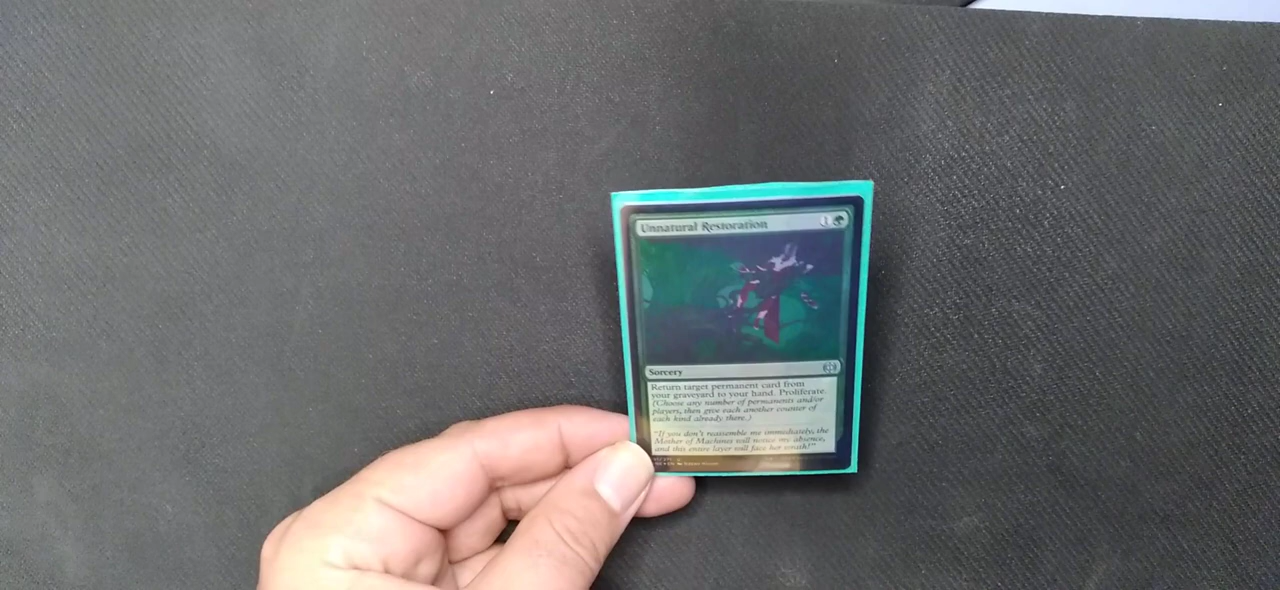 Unnatural Restoration 1
Sorcery
Return target permanent card from
your graveyard to your hand. Proliferate.
(Choose any number of permanents and/or
players, then give each another counter of
each kind already there.)
"If you don't reassemble me immediately, the
Mother of Machines will notice my absence,
and this entire layer will face her wrath!"